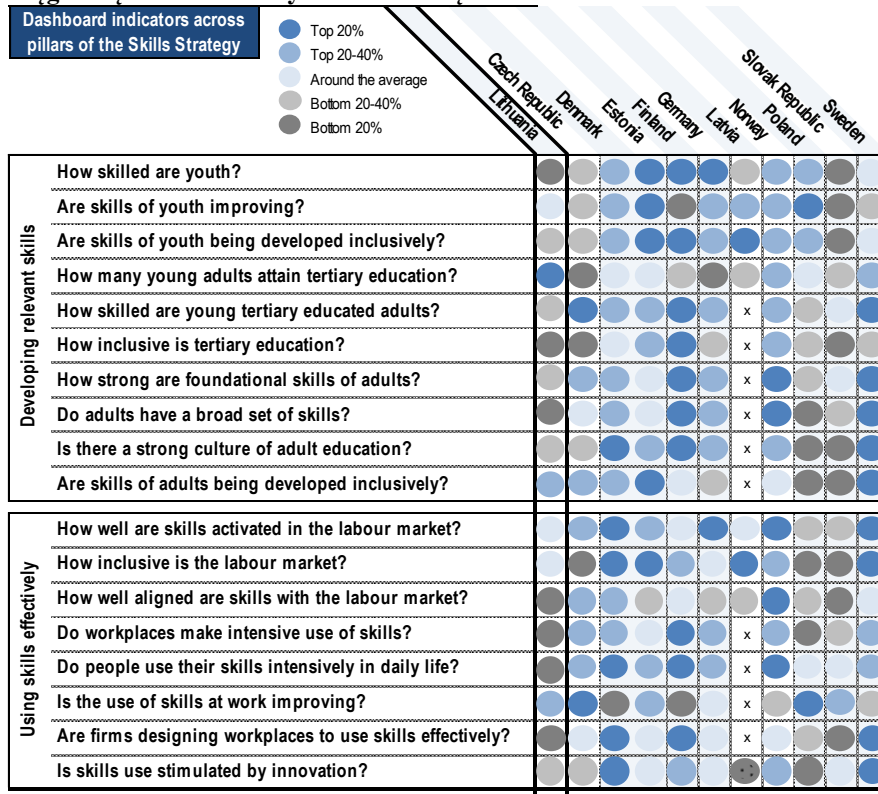 Dashboard indicators across
pillars of the Skills Strategy
Top 20%
Top 20-40%
Around the average
Bottom 20-40%
Bottom 20%
Lithuania
Czech Republic
Denmark
Estonia
Finland
Germany
Latvia
Norway
Poland
Slovak Republic
Sweden
Developing relevant skills
How skilled are youth?
Are skills of youth improving?
Are skills of youth being developed inclusively?
How many young adults attain tertiary education?
How skilled are young tertiary educated adults? x
How inclusive is tertiary education? x
How strong are foundational skills of adults? x
Do adults have a broad set of skills? x
Is there a strong culture of adult education? x
Are skills of adults being developed inclusively? x
Using skills effectively
How well are skills activated in the labour market?
How inclusive is the labour market?
How well aligned are skills with the labour market?
Do workplaces make intensive use of skills? x
Do people use their skills intensively in daily life? x
Is the use of skills at work improving? x
Are firms designing workplaces to use skills effectively? x
Is skills use stimulated by innovation?